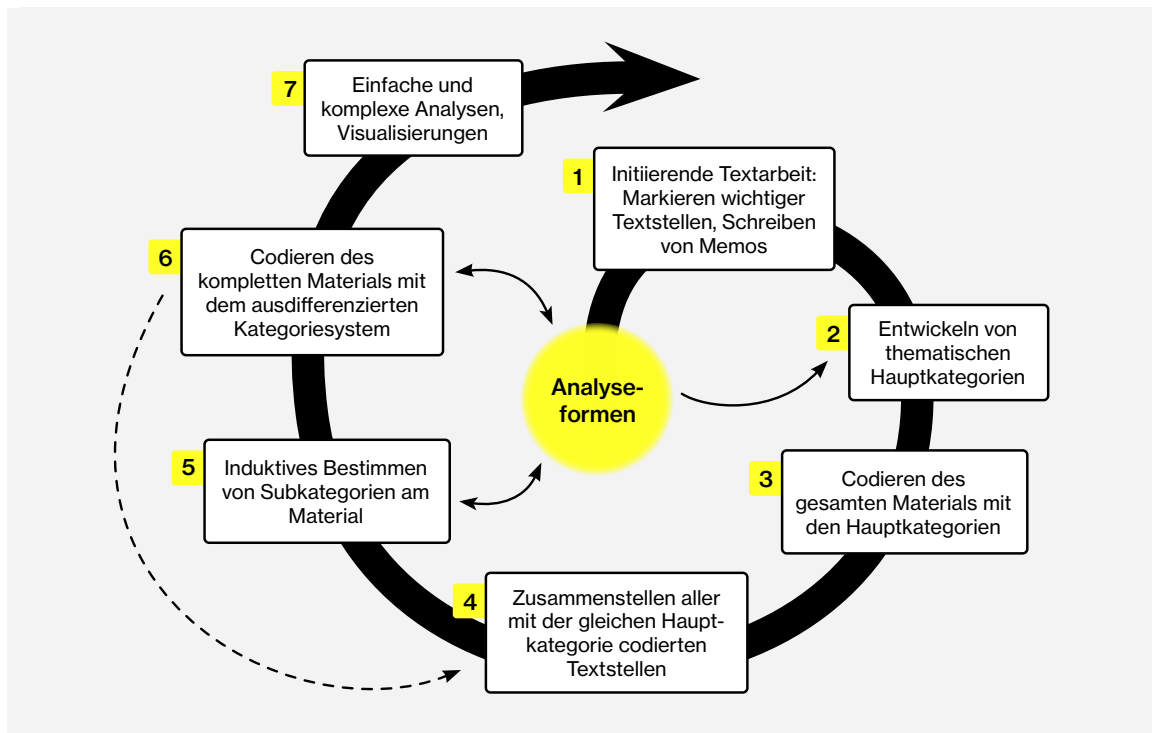 7
Einfache und
komplexe Analysen,
Visualisierungen
1
Initiierende Textarbeit:
Markieren wichtiger
Textstellen, Schreiben
von Memos
6
Codieren des
kompletten Materials mit
dem ausdifferenzierten
Kategoriesystem
2
Entwickeln von
thematischen
Hauptkategorien
Analyse-
formen
5
Induktives Bestimmen
von Subkategorien am
Material
3
Codieren des
gesamten Materials mit
den Hauptkategorien
4
Zusammenstellen aller
mit der gleichen Haupt-
kategorie codierten
Textstellen